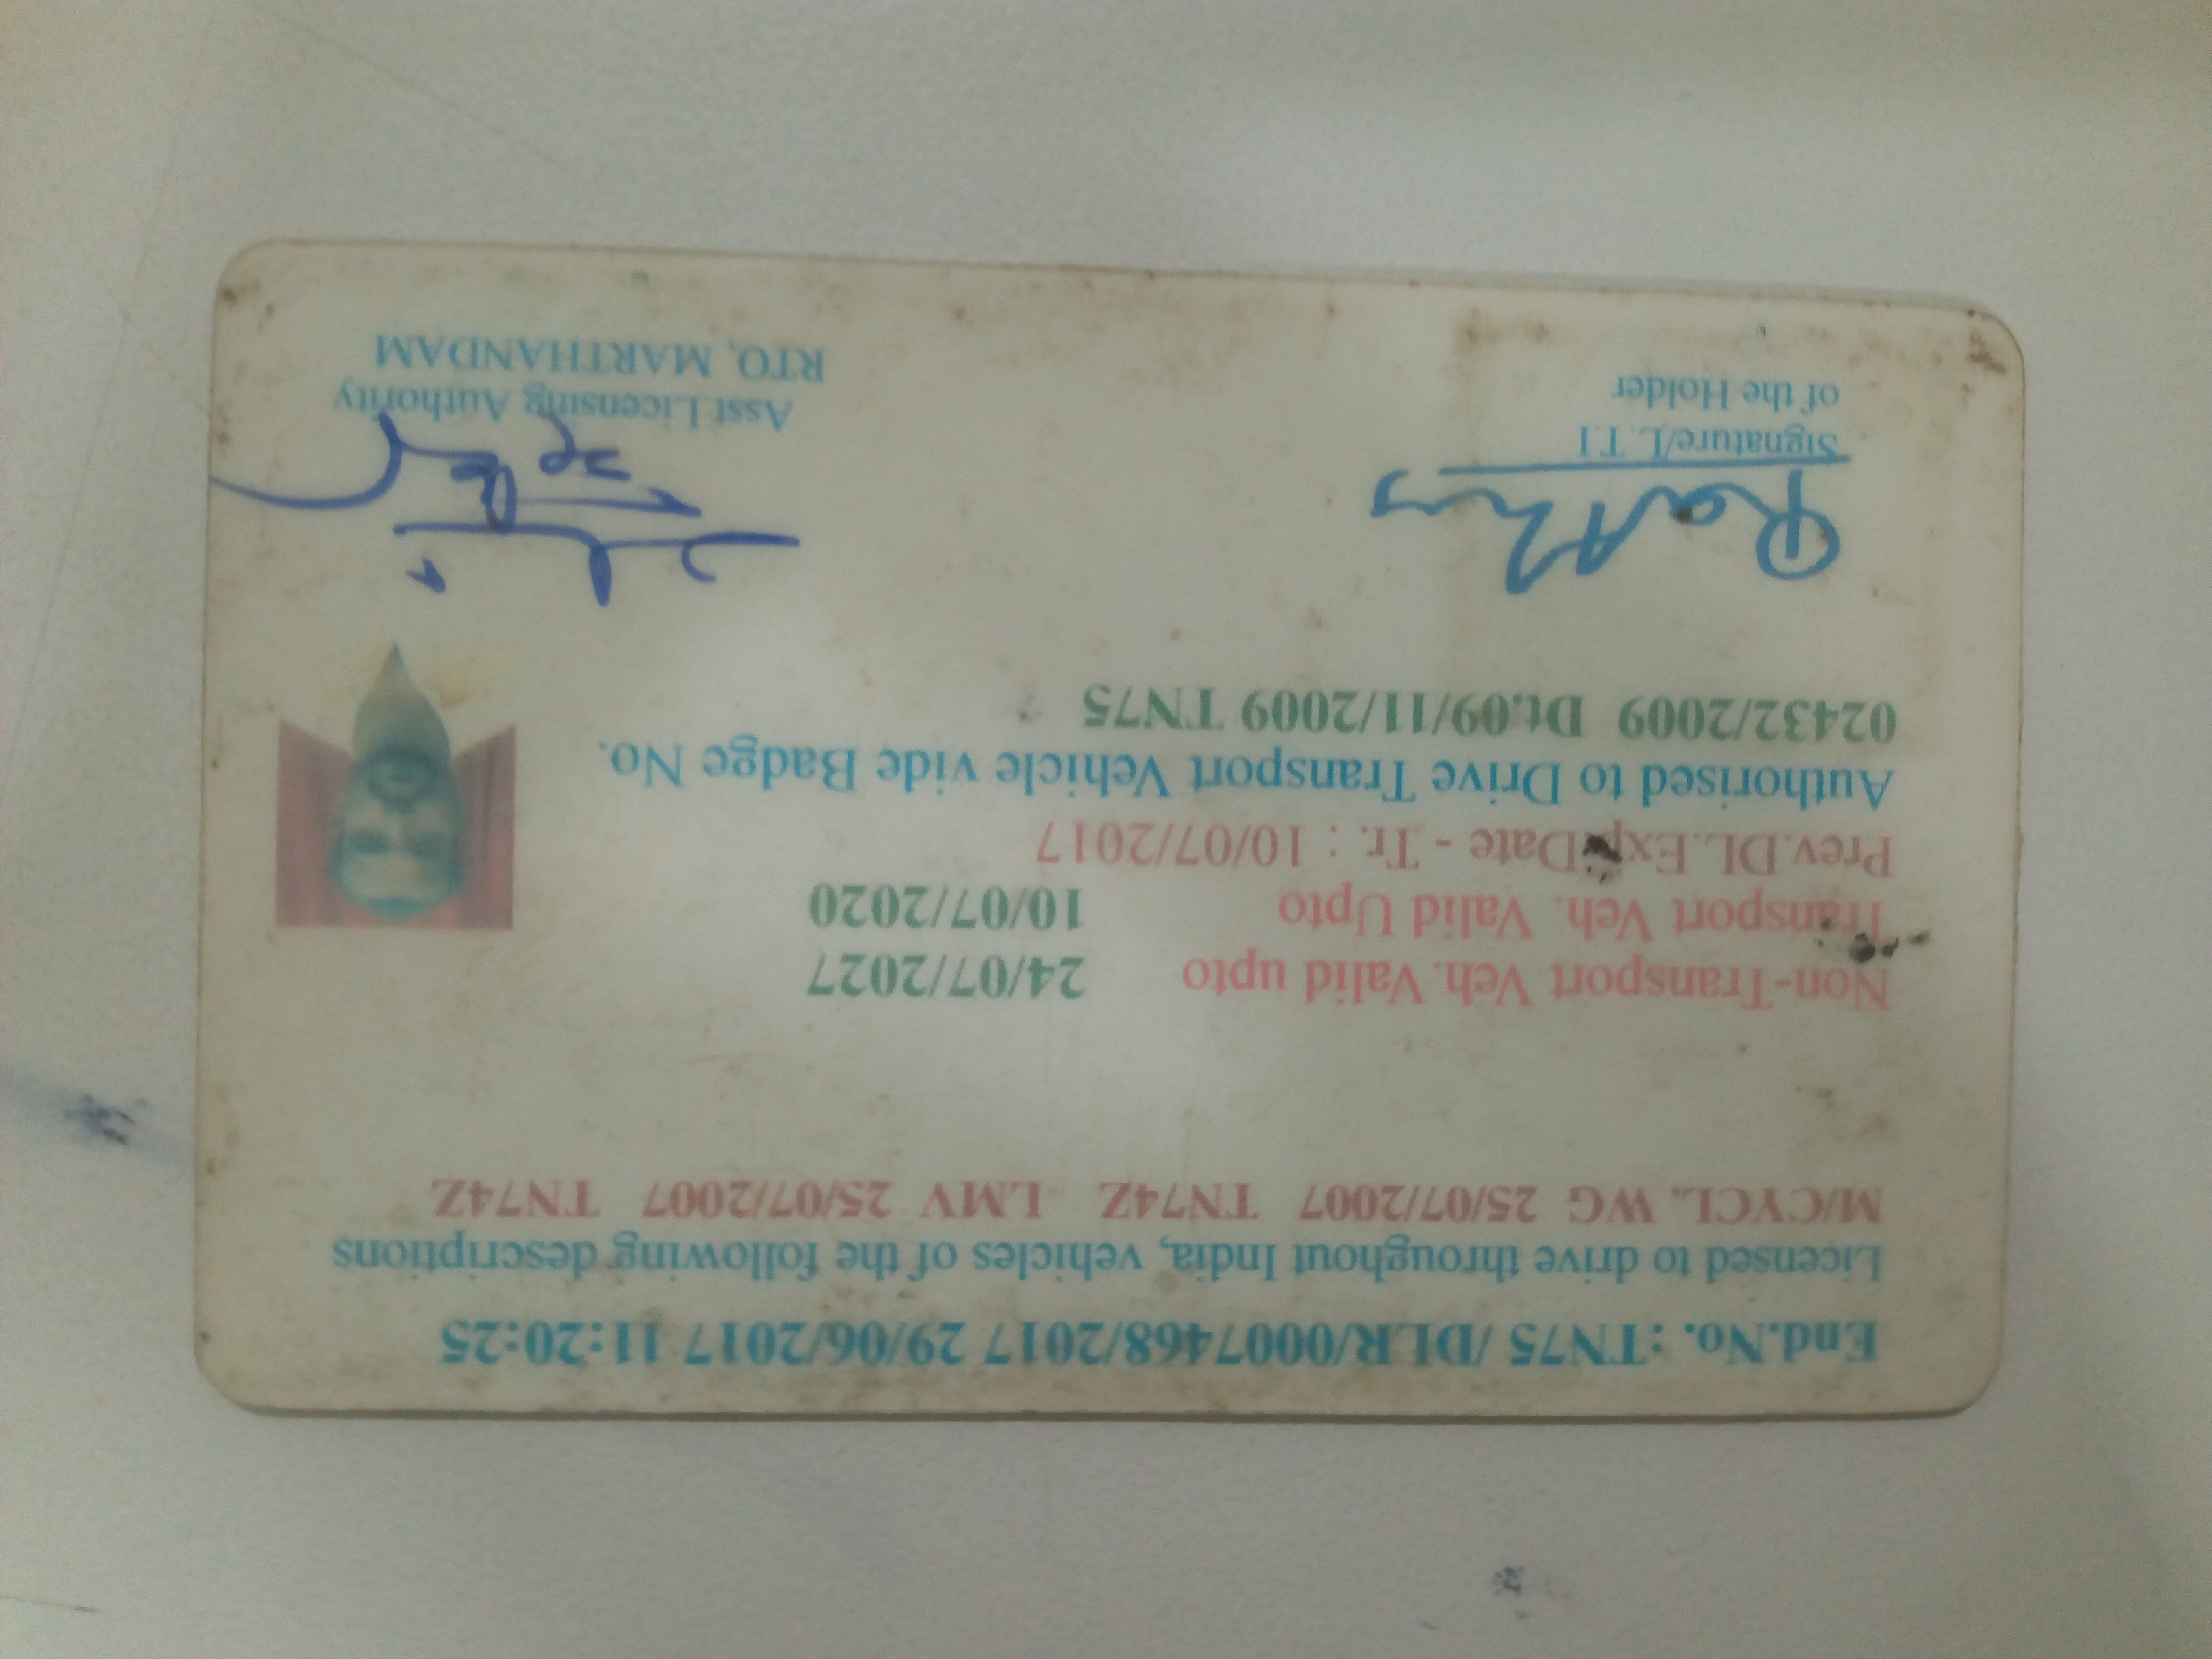 End.No. : TN75 /DLR/0007468/2017 29/06/2017 11:20:25
Licensed to drive throughout India, vehicles of the following descriptions
M/CYCL. WG 25/07/2007 TN74Z LMV 25/07/2007 TN74Z
Non-Transport Veh. Valid upto 24/07/2027
Transport Veh. Valid Upto 10/07/2020
Prev.DL.Exp.Date - Tr. : 10/07/2017
Authorised to Drive Transport Vehicle vide Badge No.
02432/2009 Dt.09/11/2009 TN75
Signature/L.T.I
of the Holder
Asst Licensing Authority
RTO, MARTHANDAM